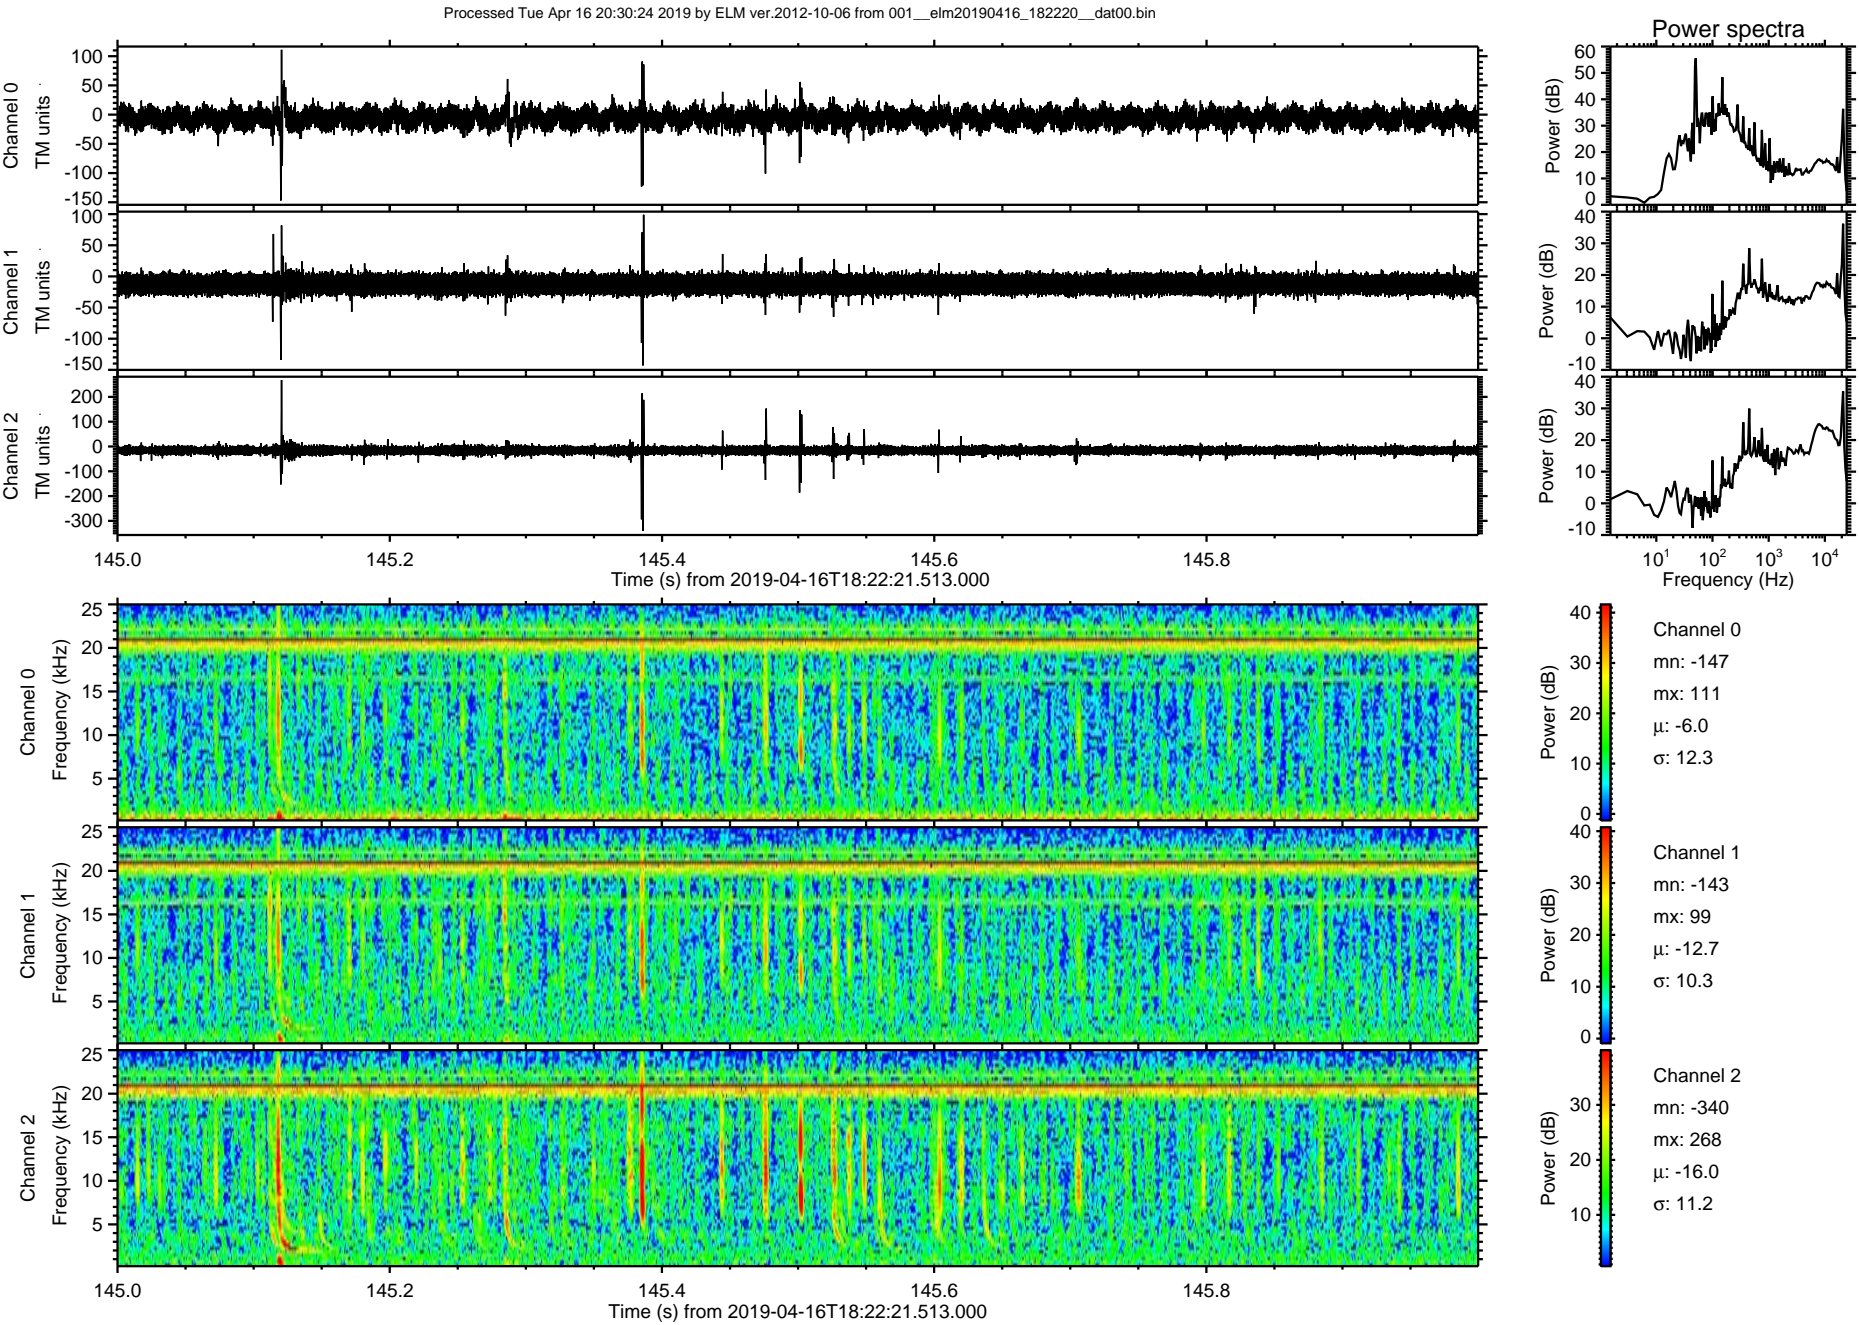 Processed Tue Apr 16 20:30:24 2019 by ELM ver.2012-10-06 from 001__elm20190416_182220__dat00.bin
Power spectra
Channel 0
TM units
100
50
0
-50
-100
-150
Power (dB)
60
50
40
30
20
10
0
Channel 1
TM units
100
50
0
-50
-100
-150
Power (dB)
40
30
20
10
0
-10
Channel 2
TM units
200
100
0
-100
-200
-300
Power (dB)
40
30
20
10
0
-10
145.0 145.2 145.4 145.6 145.8
Time (s) from 2019-04-16T18:22:21.513.000
10^1 10^2 10^3 10^4
Frequency (Hz)
Channel 0
Frequency (kHz)
25
20
15
10
5
Power (dB)
40
30
20
10
0
Channel 0
mn: -147
mx: 111
μ: -6.0
σ: 12.3
Channel 1
Frequency (kHz)
25
20
15
10
5
Power (dB)
40
30
20
10
0
Channel 1
mn: -143
mx: 99
μ: -12.7
σ: 10.3
Channel 2
Frequency (kHz)
25
20
15
10
5
Power (dB)
30
20
10
Channel 2
mn: -340
mx: 268
μ: -16.0
σ: 11.2
145.0 145.2 145.4 145.6 145.8
Time (s) from 2019-04-16T18:22:21.513.000